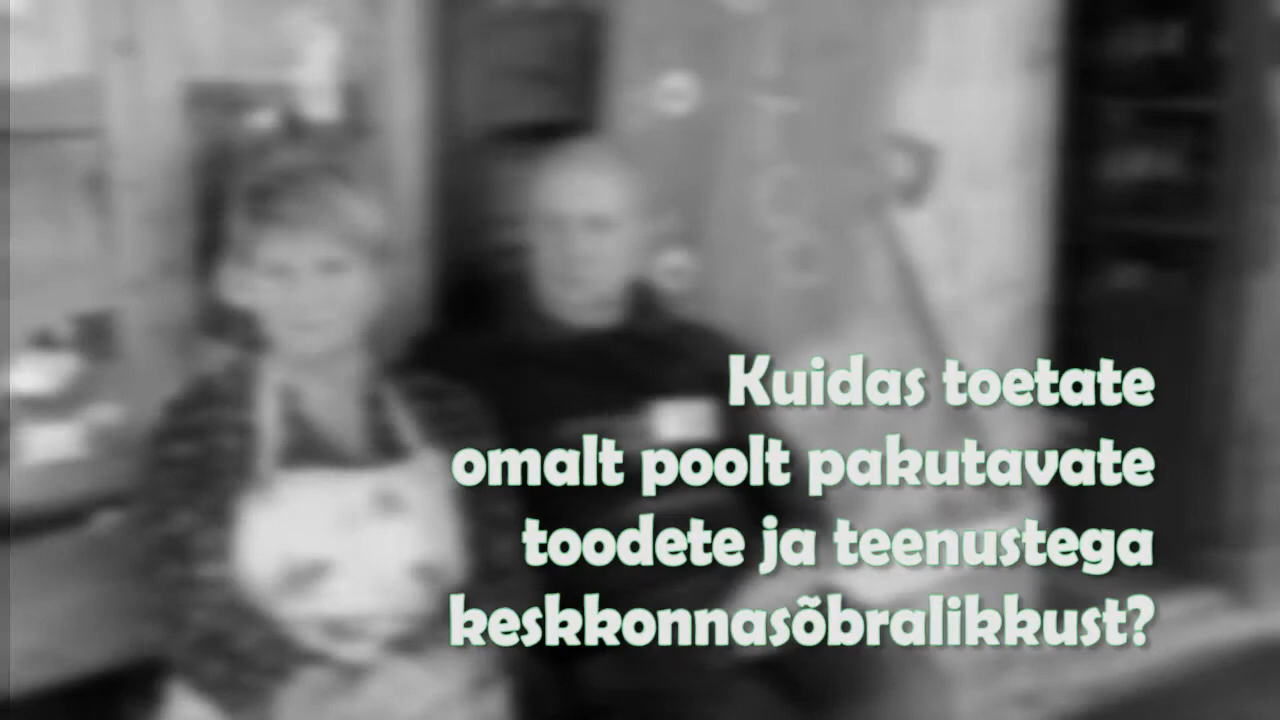 Kuidas toetate
omalt poolt pakutavate
toodete ja teenustega
keskkonnasõbralikkust?